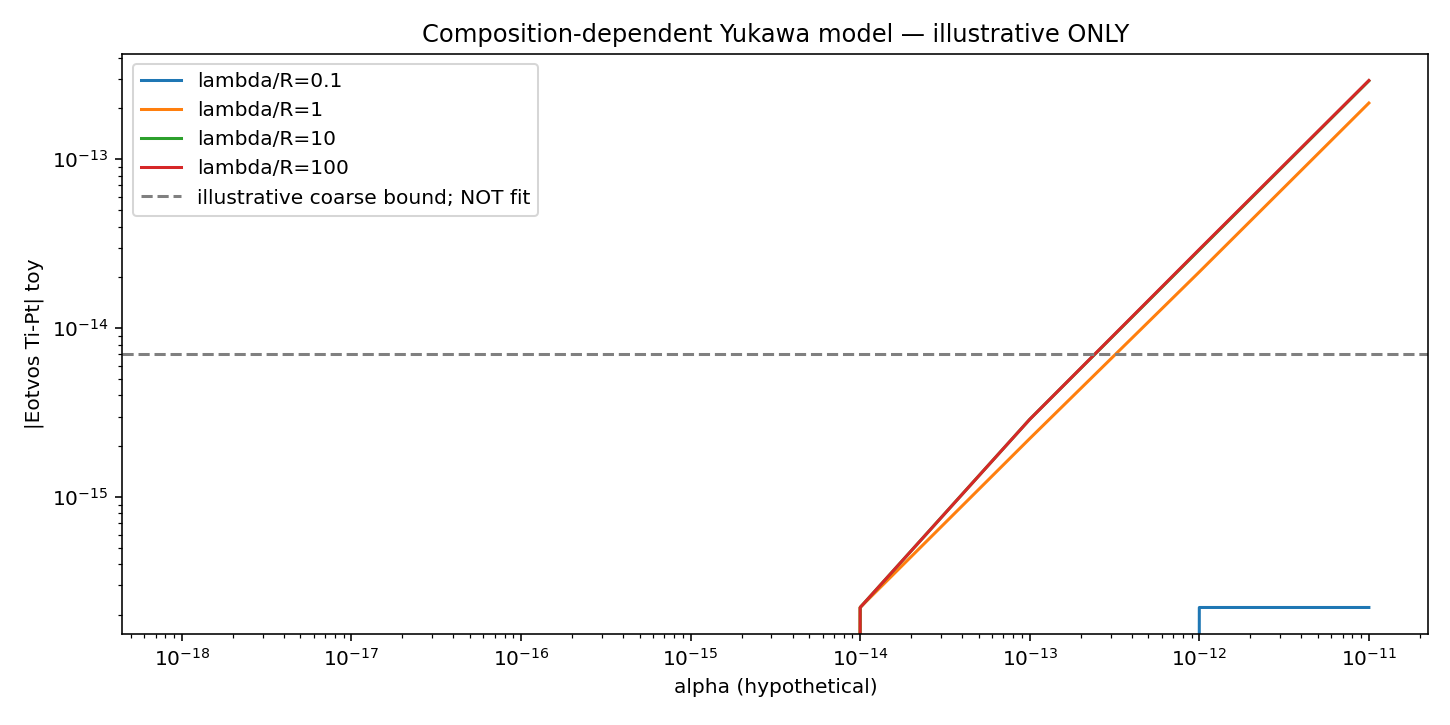 Composition-dependent Yukawa model — illustrative ONLY
lambda/R=0.1
lambda/R=1
lambda/R=10
lambda/R=100
illustrative coarse bound; NOT fit
|Eotvos Ti-Pt| toy
10⁻¹³
10⁻¹⁴
10⁻¹⁵
10⁻¹⁸ 10⁻¹⁷ 10⁻¹⁶ 10⁻¹⁵ 10⁻¹⁴ 10⁻¹³ 10⁻¹² 10⁻¹¹
alpha (hypothetical)